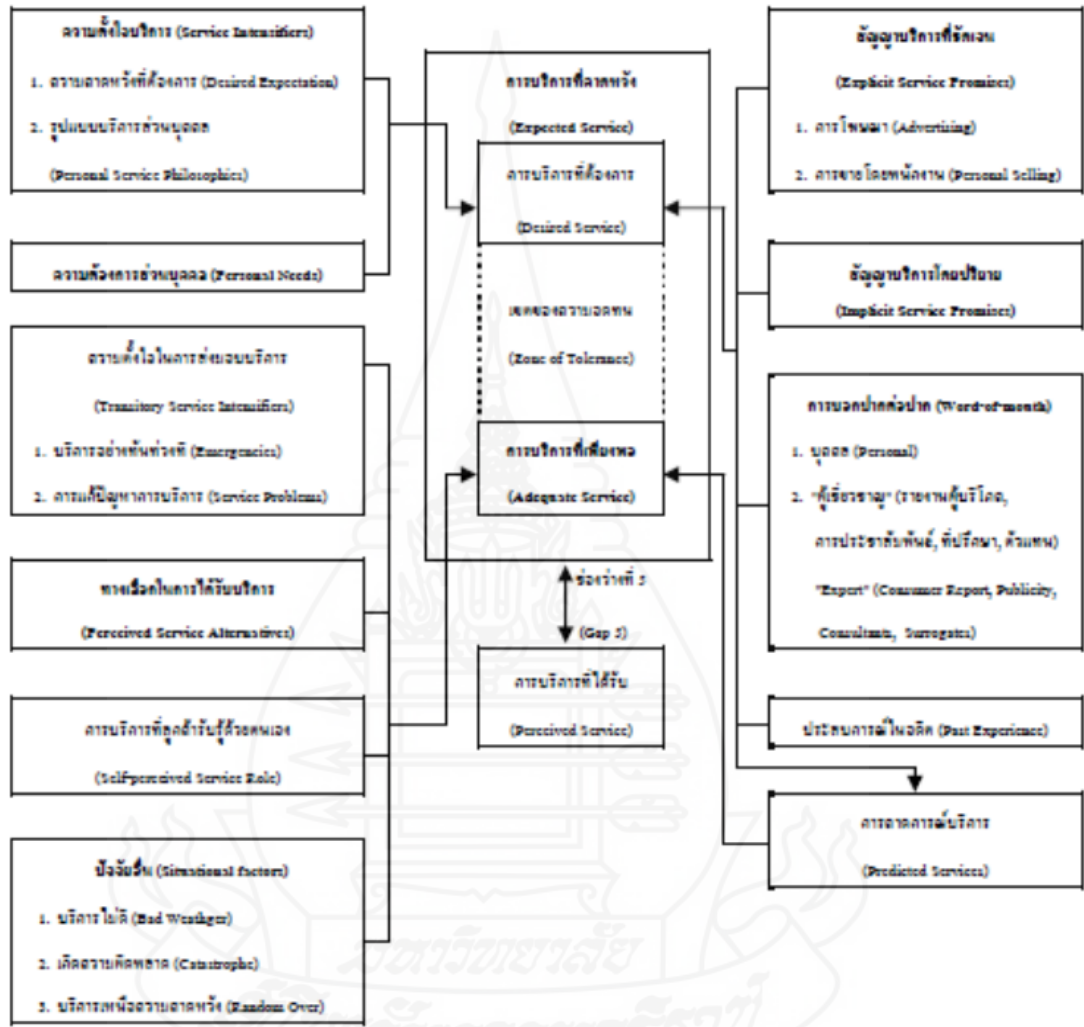 ความตั้งใจบริการ (Service Intensifiers)
1. ความคาดหวังที่ต้องการ (Desired Expectation)
2. รูปแบบบริการส่วนบุคคล
(Personal Service Philosophies)
ความต้องการส่วนบุคคล (Personal Needs)
ความตั้งใจในการส่งมอบบริการ
(Transitory Service Intensifiers)
1. บริการอย่างทันท่วงที (Emergencies)
2. การแก้ปัญหาการบริการ (Service Problems)
ทางเลือกในการได้รับบริการ
(Perceived Service Alternatives)
การบริการที่ลูกค้ารับรู้ด้วยตนเอง
(Self-perceived Service Role)
ปัจจัยอื่น (Situational factors)
1. บริการไม่ดี (Bad Weathger)
2. เกิดความผิดพลาด (Catastrophe)
3. บริการเหนือความคาดหวัง (Random Over)
การบริการที่คาดหวัง
(Expected Service)
การบริการที่ต้องการ
(Desired Service)
เขตของความอดทน
(Zone of Tolerance)
การบริการที่เพียงพอ
(Adequate Service)
ช่องว่างที่ 5
(Gap 5)
การบริการที่ได้รับ
(Perceived Service)
สัญญาบริการที่ชัดเจน
(Explicit Service Promises)
1. การโฆษณา (Advertising)
2. การขายโดยพนักงาน (Personal Selling)
สัญญาบริการโดยปริยาย
(Implicit Service Promises)
การบอกปากต่อปาก (Word-of-month)
1. บุคคล (Personal)
2. "ผู้เชี่ยวชาญ" (รายงานผู้บริโภค,
การประชาสัมพันธ์, ที่ปรึกษา, ตัวแทน)
"Expert" (Consumer Report, Publicity,
Consultants, Surrogates)
ประสบการณ์ในอดีต (Past Experience)
การคาดการณ์บริการ
(Predicted Services)
มหาวิทยาลัย